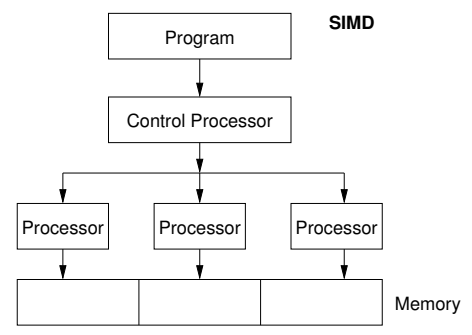 SIMD
Program
Control Processor
Processor Processor Processor
Memory